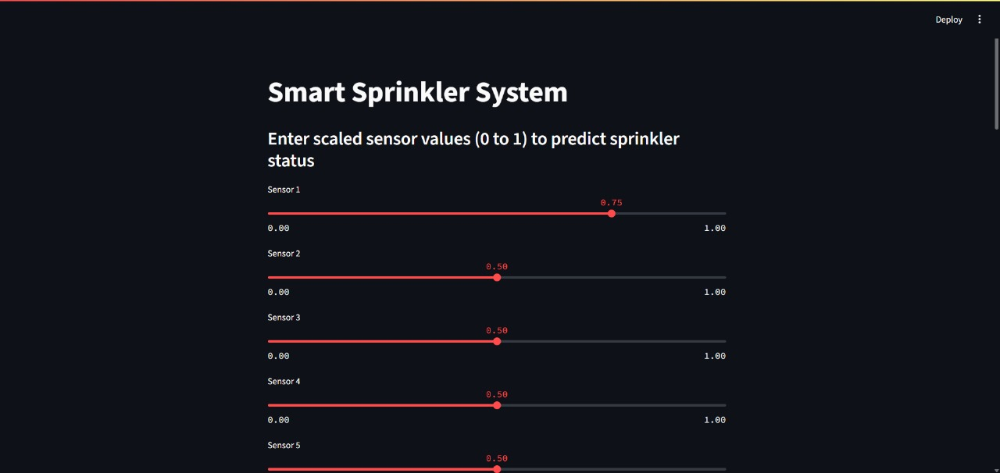 Deploy
Smart Sprinkler System
Enter scaled sensor values (0 to 1) to predict sprinkler
status
Sensor 1
0.75
0.00 1.00
Sensor 2
0.50
0.00 1.00
Sensor 3
0.50
0.00 1.00
Sensor 4
0.50
0.00 1.00
Sensor 5
0.50